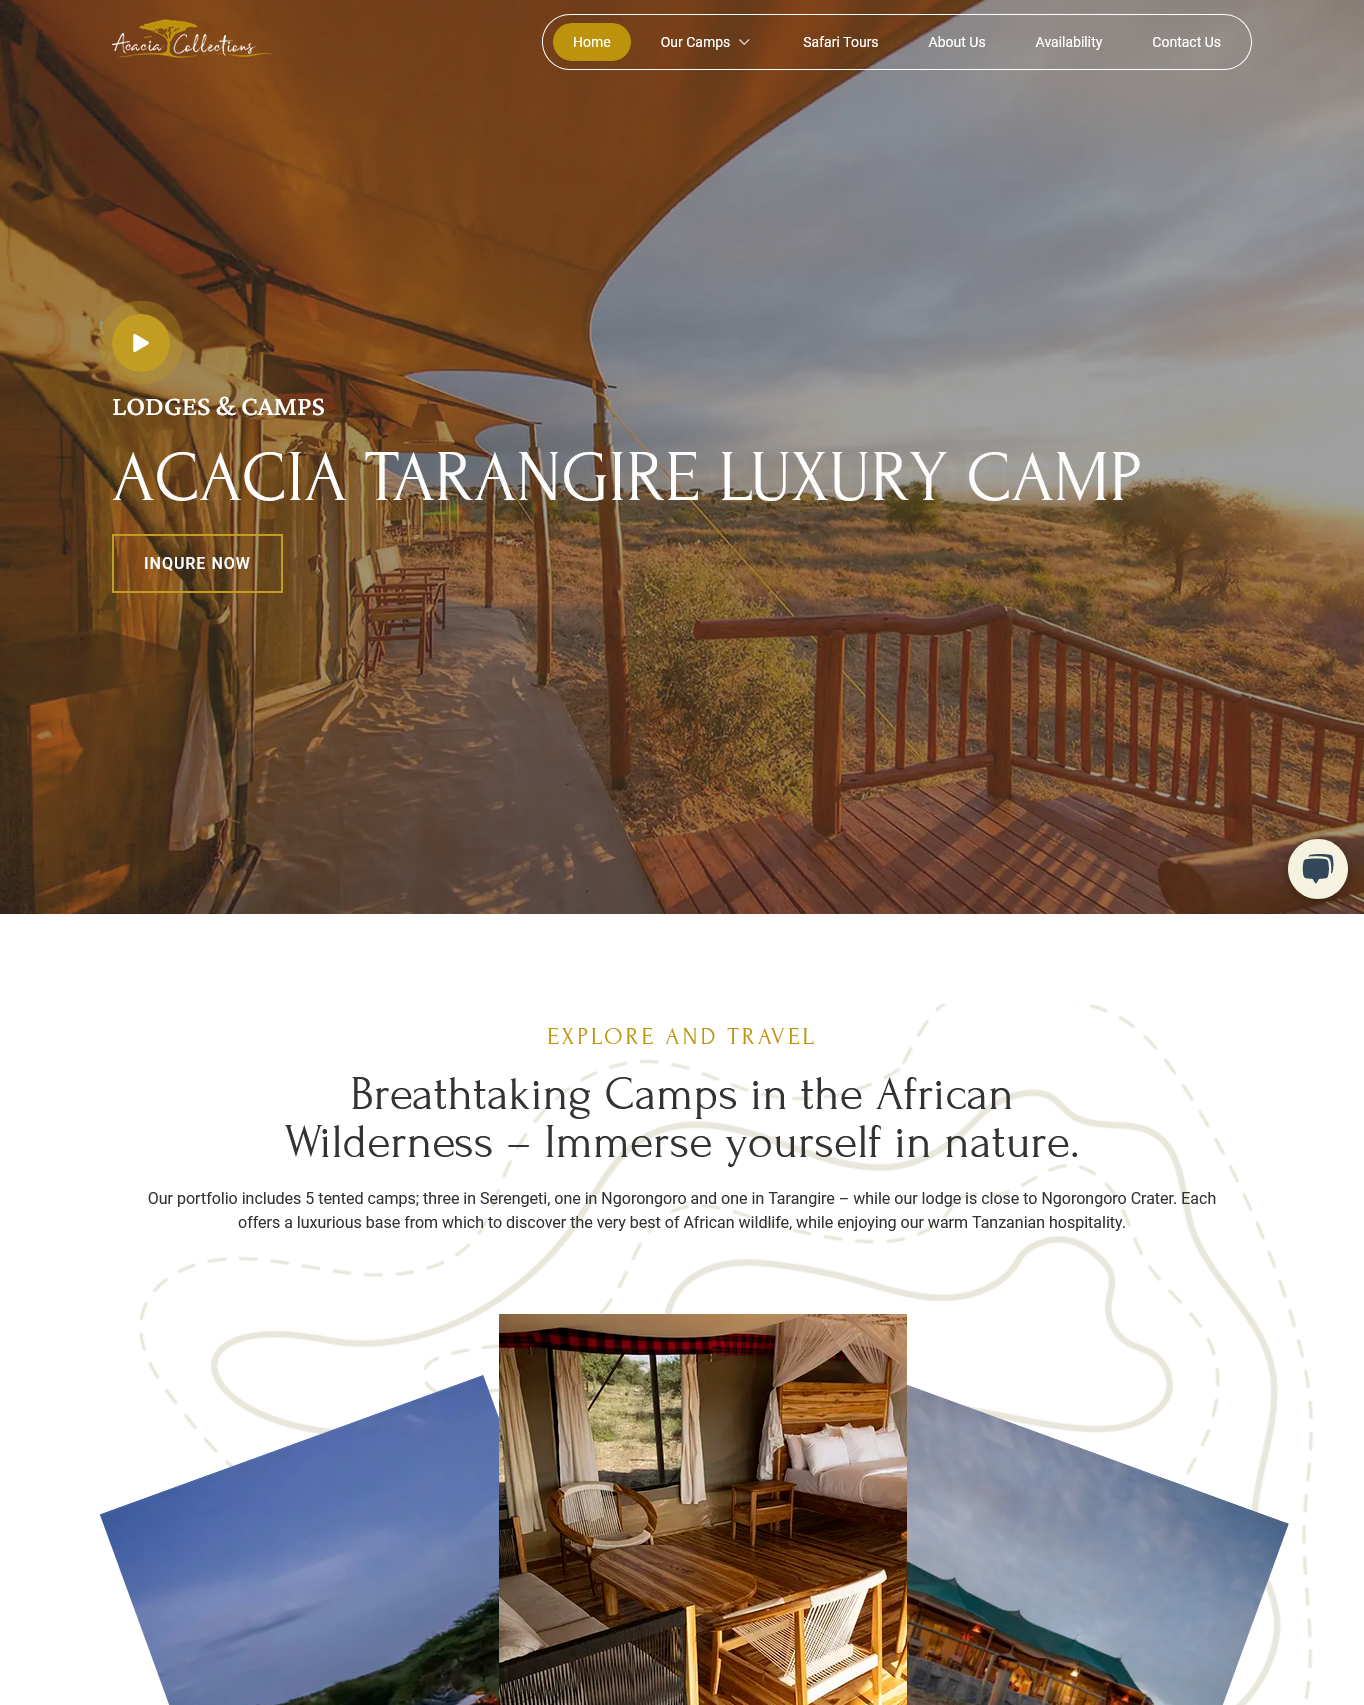 Acacia Collections
Home
Our Camps
Safari Tours
About Us
Availability
Contact Us
LODGES & CAMPS
ACACIA TARANGIRE LUXURY CAMP
INQURE NOW
EXPLORE AND TRAVEL
Breathtaking Camps in the African
Wilderness – Immerse yourself in nature.
Our portfolio includes 5 tented camps; three in Serengeti, one in Ngorongoro and one in Tarangire – while our lodge is close to Ngorongoro Crater. Each
offers a luxurious base from which to discover the very best of African wildlife, while enjoying our warm Tanzanian hospitality.